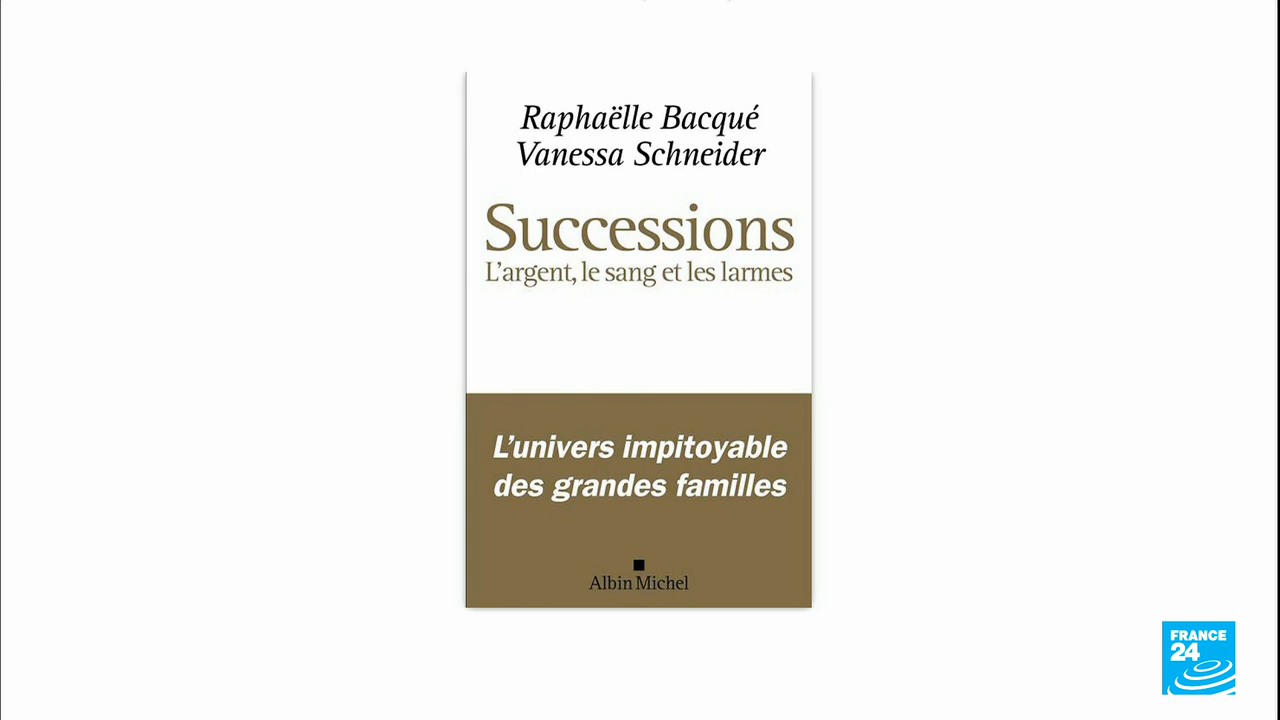 Raphaëlle Bacqué
Vanessa Schneider
Successions
L'argent, le sang et les larmes
L'univers impitoyable
des grandes familles
Albin Michel
FRANCE
24